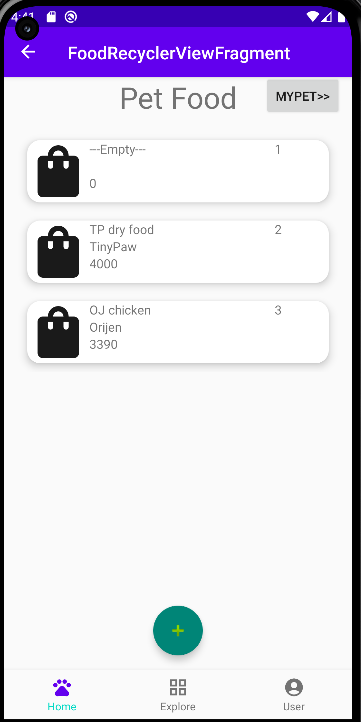 4:41
FoodRecyclerViewFragment
Pet Food
MYPET>>
---Empty---
1
0
TP dry food
2
TinyPaw
4000
OJ chicken
3
Orijen
3390
+
Home
Explore
User